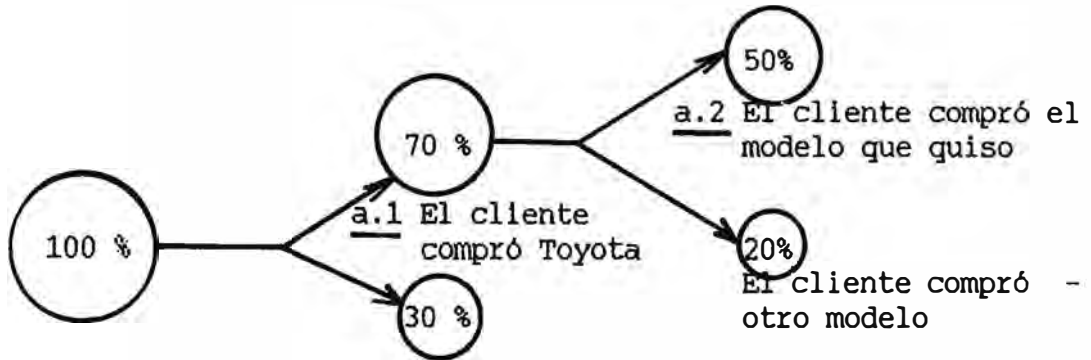 50%
a.2 El cliente compró el
modelo que quiso
70 %
a.1 El cliente
compró Toyota
100 %
20%
El cliente compró -
otro modelo
30 %